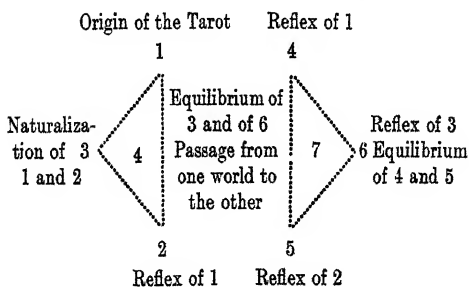 Origin of the Tarot Reflex of 1
1 4
Equilibrium of
Naturaliza- 3 and of 6 Reflex of 3
tion of 3 4 Passage from 7 6 Equilibrium
1 and 2 one world to of 4 and 5
the other
2 5
Reflex of 1 Reflex of 2